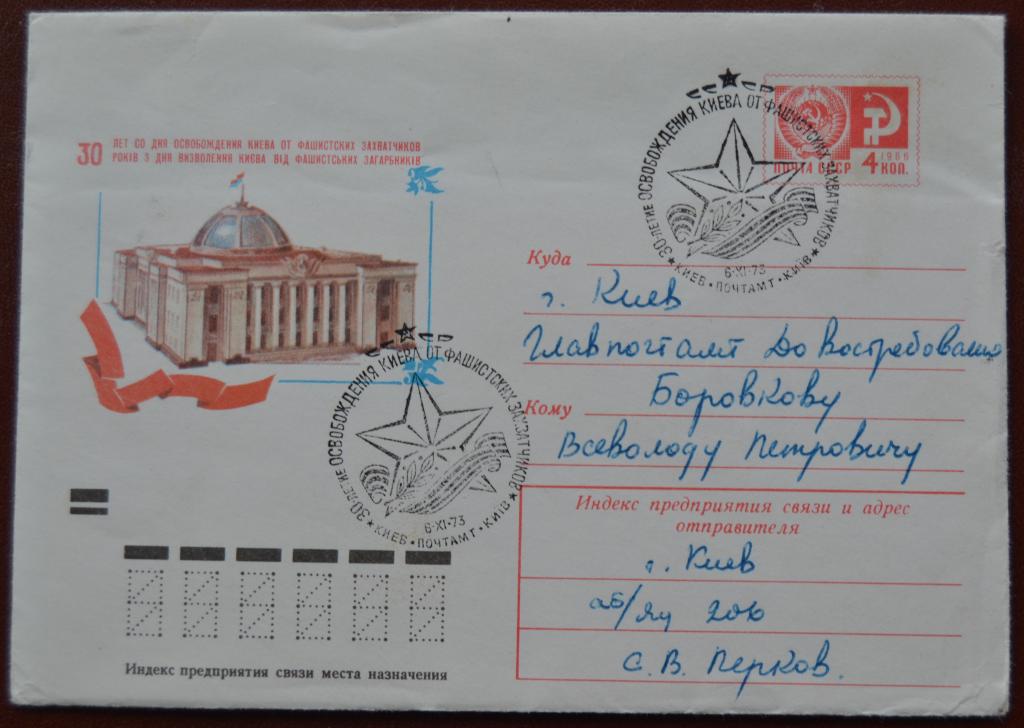 30 ЛЕТ СО ДНЯ ОСВОБОЖДЕНИЯ КИЕВА ОТ ФАШИСТСКИХ ЗАХВАТЧИКОВ
РОКІВ З ДНЯ ВИЗВОЛЕННЯ КИЄВА ВІД ФАШИСТСЬКИХ ЗАГАРБНИКІВ
30-ЛЕТИЕ ОСВОБОЖДЕНИЯ КИЕВА ОТ ФАШИСТСКИХ ЗАХВАТЧИКОВ
6·XI·73
КИЕВ · ПОЧТАМТ · КИЇВ
1966
ПОЧТА СССР 4 КОП.
Куда
г. Киев
Главпочтамт До востребования
Боровкову
Кому
Всеволоду Петровичу
30-ЛЕТИЕ ОСВОБОЖДЕНИЯ КИЕВА ОТ ФАШИСТСКИХ ЗАХВАТЧИКОВ
6·XI·73
КИЕВ · ПОЧТАМТ · КИЇВ
Индекс предприятия связи и адрес
отправителя
г. Киев
аб/ящ 206
С. В. Перков.
Индекс предприятия связи места назначения